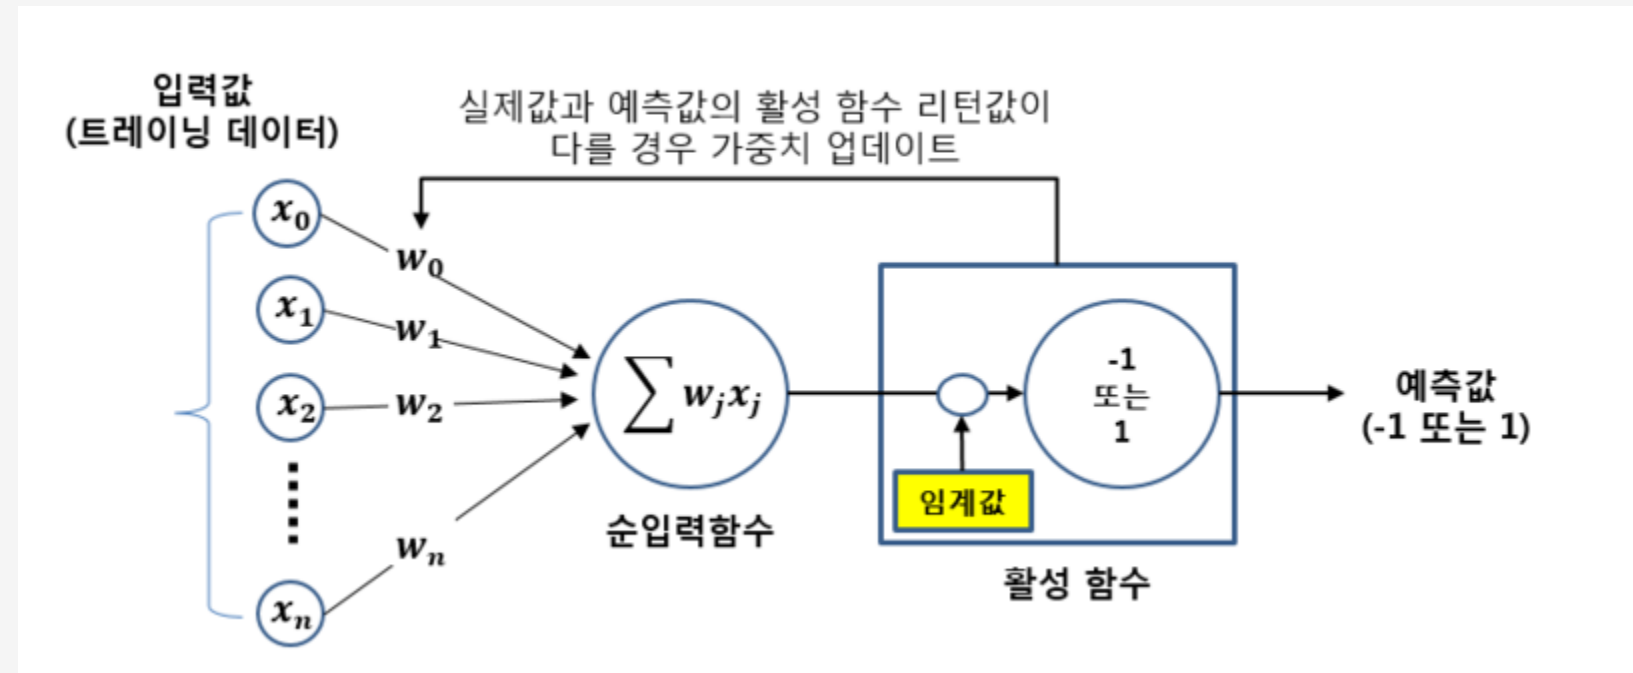 입력값
(트레이닝 데이터)
실제값과 예측값의 활성 함수 리턴값이
다를 경우 가중치 업데이트
x₀
w₀
x₁
w₁
x₂
w₂
xₙ
wₙ
∑ wⱼxⱼ
순입력함수
임계값
-1
또는
1
활성 함수
예측값
(-1 또는 1)